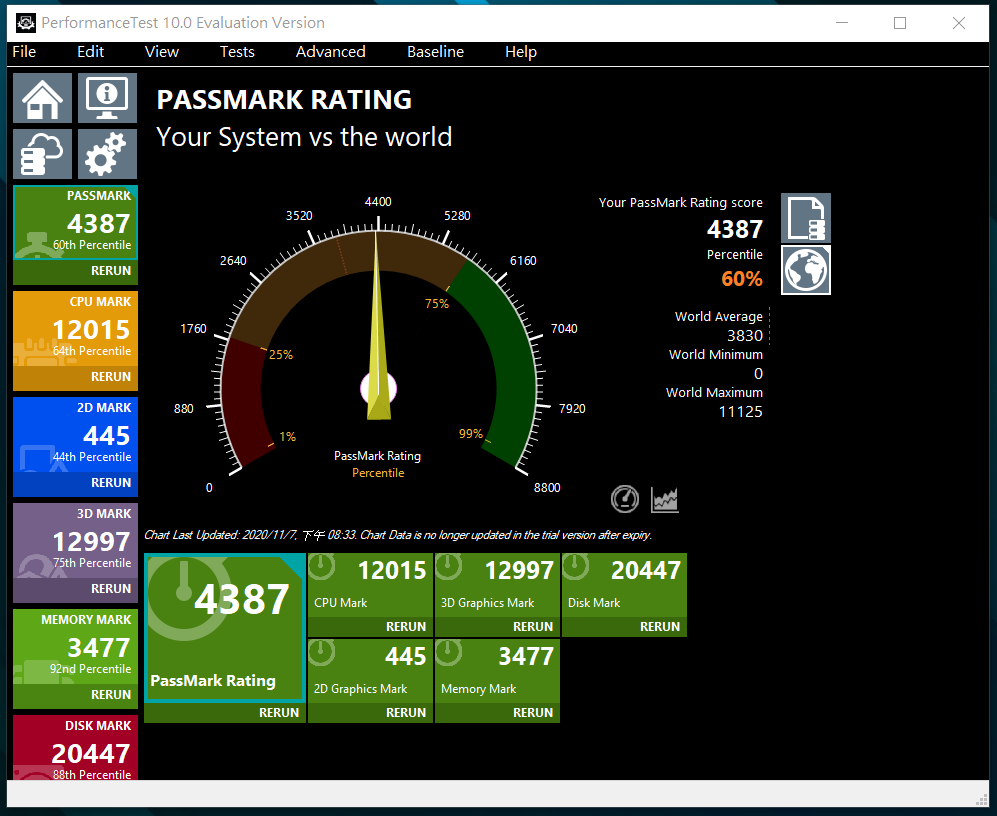 PerformanceTest 10.0 Evaluation Version
File Edit View Tests Advanced Baseline Help
PASSMARK RATING
Your System vs the world
PASSMARK
4387
60th Percentile
RERUN
CPU MARK
12015
64th Percentile
RERUN
2D MARK
445
44th Percentile
RERUN
3D MARK
12997
75th Percentile
RERUN
MEMORY MARK
3477
92nd Percentile
RERUN
DISK MARK
20447
88th Percentile
0
880
1760
2640
3520
4400
5280
6160
7040
7920
8800
1%
25%
75%
99%
PassMark Rating
Percentile
Your PassMark Rating score
4387
Percentile
60%
World Average
3830
World Minimum
0
World Maximum
11125
Chart Last Updated: 2020/11/7, 下午 08:33. Chart Data is no longer updated in the trial version after expiry.
4387
PassMark Rating
RERUN
12015
CPU Mark
RERUN
12997
3D Graphics Mark
RERUN
20447
Disk Mark
RERUN
445
2D Graphics Mark
RERUN
3477
Memory Mark
RERUN